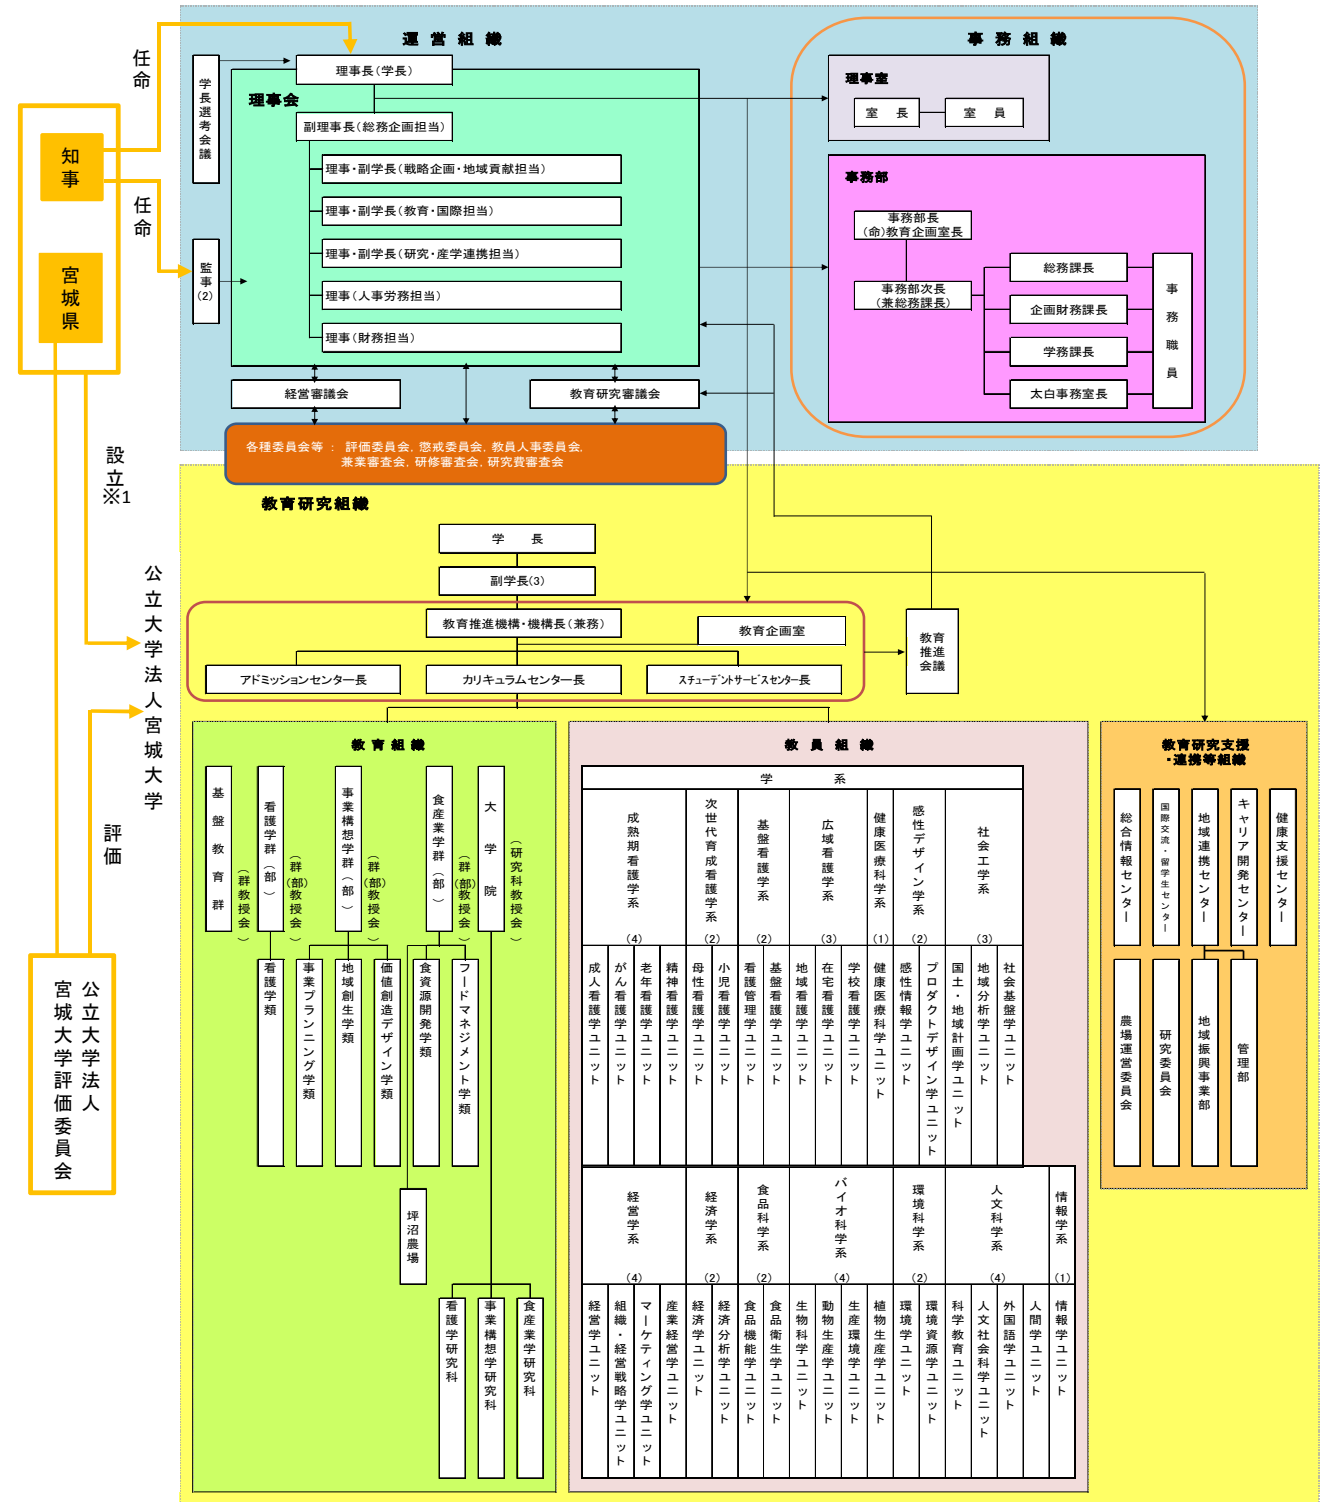 運営組織
事務組織
任命
知事
任命
宮城県
設立
※1
公立大学法人宮城大学
評価
公立大学法人
宮城大学評価委員会
学長選考会議
監事
(2)
理事長(学長)
理事会
副理事長(総務企画担当)
理事・副学長(戦略企画・地域貢献担当)
理事・副学長(教育・国際担当)
理事・副学長(研究・産学連携担当)
理事(人事労務担当)
理事(財務担当)
経営審議会
教育研究審議会
各種委員会等 : 評価委員会, 懲戒委員会, 教員人事委員会,
兼業審査会, 研修審査会, 研究費審査会
理事室
室 長
室 員
事務部
事務部長
(命)教育企画室長
事務部次長
(兼総務課長)
総務課長
企画財務課長
学務課長
太白事務室長
事務職員
教育研究組織
学 長
副学長(3)
教育推進機構・機構長(兼務)
教育企画室
アドミッションセンター長
カリキュラムセンター長
スチューデントサービスセンター長
教育
推進
会議
教育組織
基盤教育群
(群教授会)
看護学群(部)
(群(部)教授会)
事業構想学群(部)
(群(部)教授会)
食産業学群(部)
(群(部)教授会)
大学院
(研究科教授会)
看護学類
事業プランニング学類
地域創生学類
価値創造デザイン学類
食資源開発学類
フードマネジメント学類
坪沼農場
看護学研究科
事業構想学研究科
食産業学研究科
教員組織
学 系
成熟期看護学系
(4)
次世代育成看護学系
(2)
基盤看護学系
(2)
広域看護学系
(3)
健康医療科学系
(1)
感性デザイン学系
(2)
社会工学系
(3)
成人看護学ユニット
がん看護学ユニット
老年看護学ユニット
精神看護学ユニット
母性看護学ユニット
小児看護学ユニット
看護管理学ユニット
基盤看護学ユニット
地域看護学ユニット
在宅看護学ユニット
学校看護学ユニット
健康医療科学ユニット
感性情報学ユニット
プロダクトデザイン学ユニット
国土・地域計画学ユニット
地域分析学ユニット
社会基盤学ユニット
経営学系
(4)
経済学系
(2)
食品科学系
(2)
バイオ科学系
(4)
環境科学系
(2)
人文科学系
(4)
情報学系
(1)
経営学ユニット
組織・経営戦略学ユニット
マーケティング学ユニット
産業経営学ユニット
経済学ユニット
経済分析学ユニット
食品機能学ユニット
食品衛生学ユニット
生物科学ユニット
動物生産学ユニット
生産環境学ユニット
植物生産学ユニット
環境学ユニット
環境資源学ユニット
科学教育ユニット
人文社会科学ユニット
外国語学ユニット
人間学ユニット
情報学ユニット
教育研究支援
・連携等組織
総合情報センター
国際交流・留学生センター
地域連携センター
キャリア開発センター
健康支援センター
農場運営委員会
研究委員会
地域振興事業部
管理部